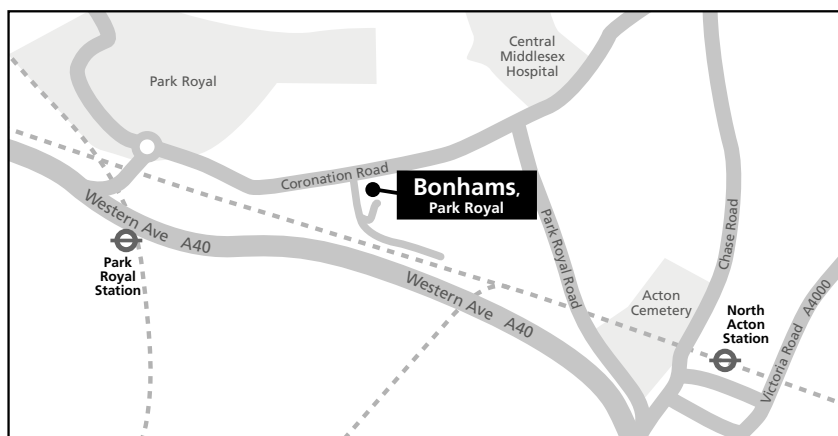 Central
Middlesex
Hospital
Park Royal
Coronation Road
Bonhams,
Park Royal
Western Ave A40
Park
Royal
Station
Park Royal Road
Chase Road
Western Ave A40
Acton
Cemetery
North
Acton
Station
Victoria Road A4000